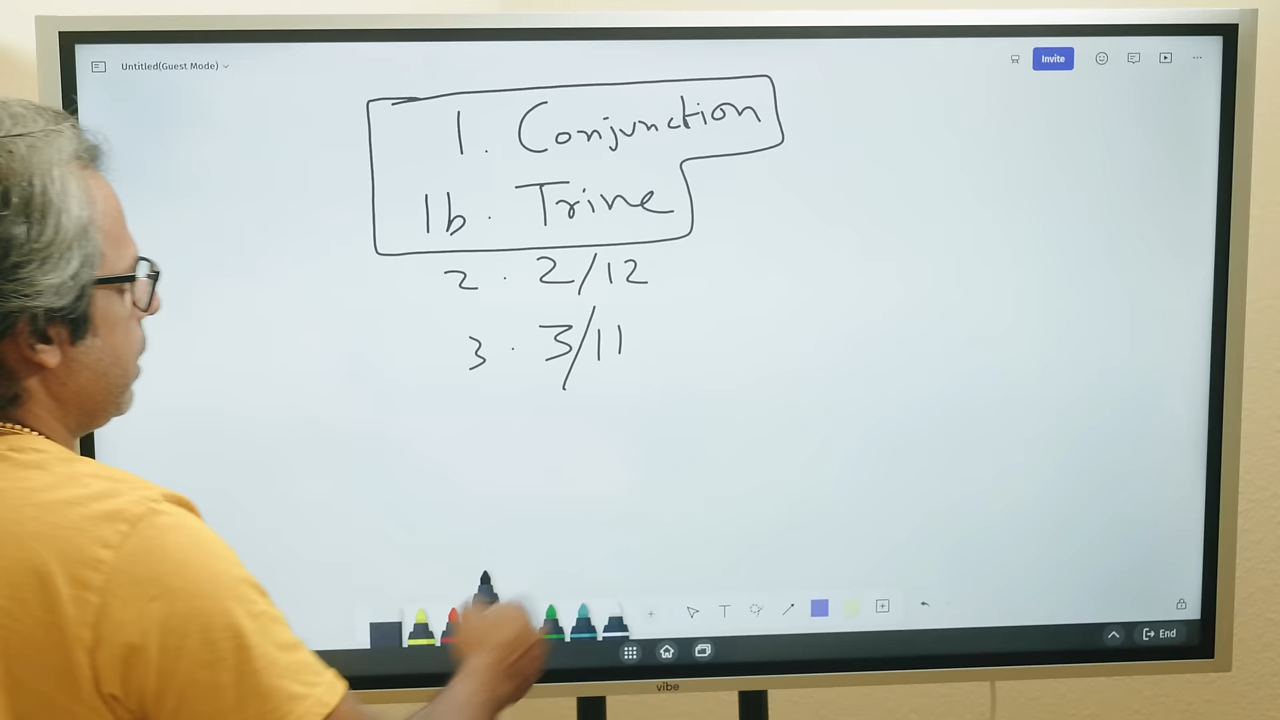 Untitled(Guest Mode)
Invite
1. Conjunction
1b. Trine
2. 2/12
3. 3/11
T
End
vibe